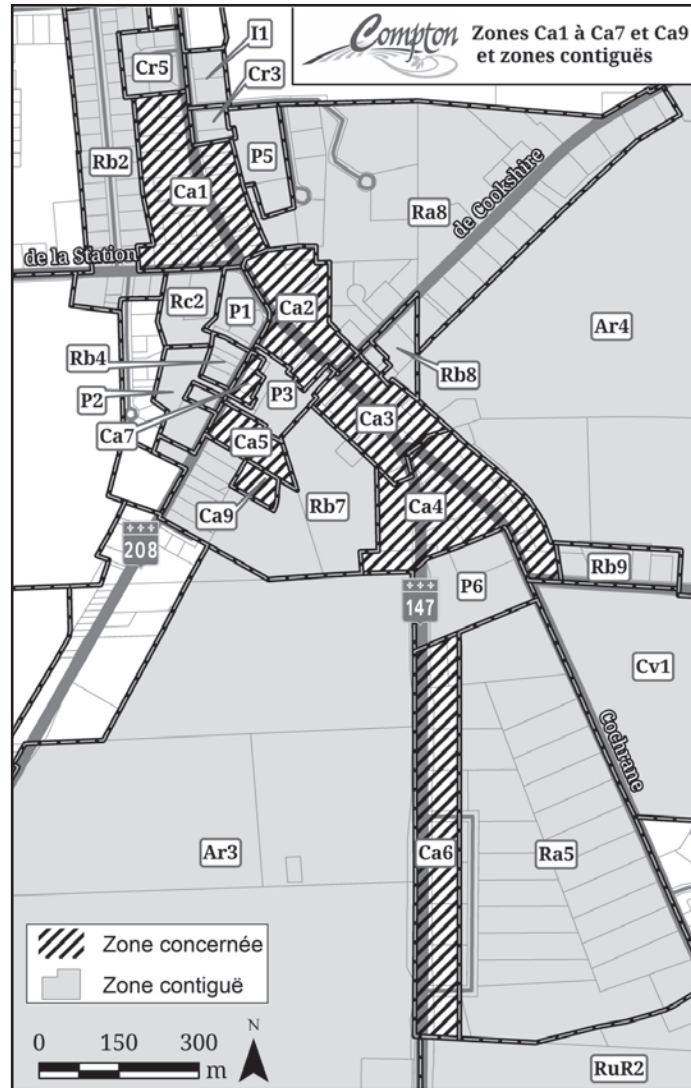 Compton
Zones Ca1 à Ca7 et Ca9
et zones contiguës
I1
Cr5
Cr3
Rb2
P5
Ca1
Ra8
de Cookshire
de la Station
Rc2
P1
Ca2
Ar4
Rb4
Rb8
P2
P3
Ca7
Ca3
Ca5
Ca9
Rb7
Ca4
208
Rb9
P6
147
Cv1
Cochrane
Ar3
Ca6
Ra5
Zone concernée
Zone contiguë
0 150 300
m
N
RuR2